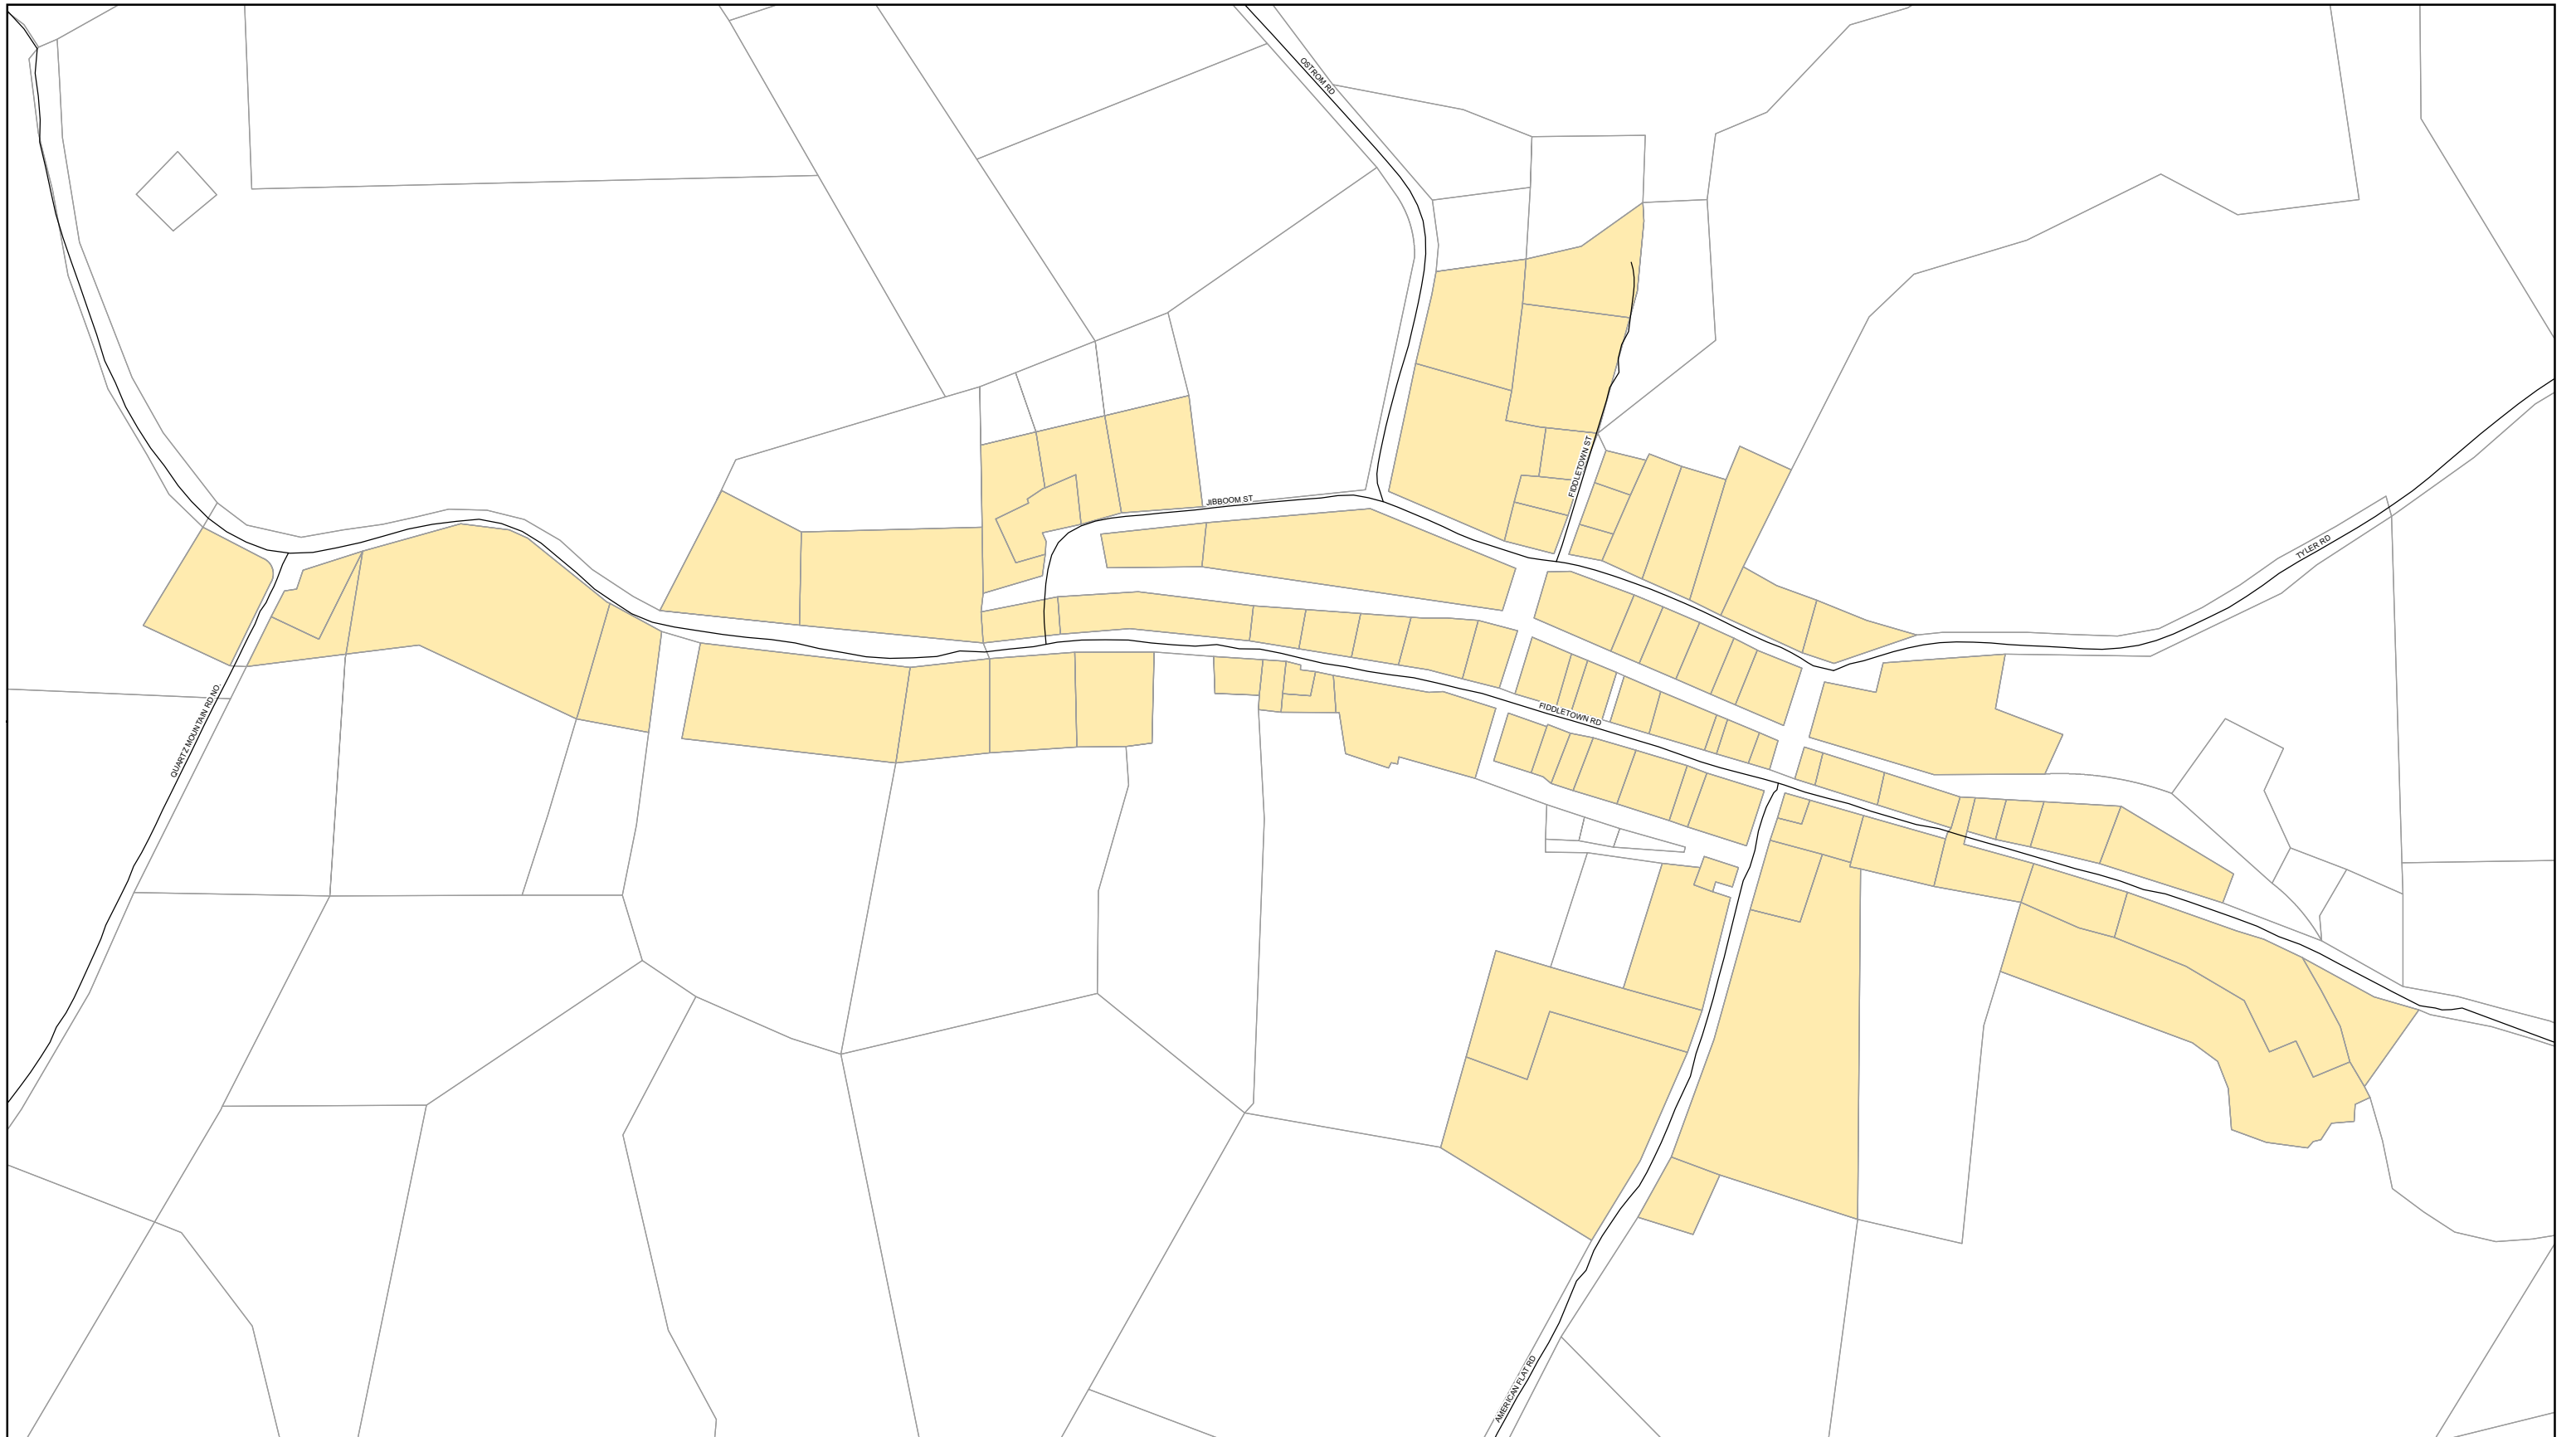 OSTROM RD
FIDDLETOWN ST
JIBBOOM ST
TYLER RD
QUARTZ MOUNTAIN RD NO.
FIDDLETOWN RD
AMERICAN FLAT RD